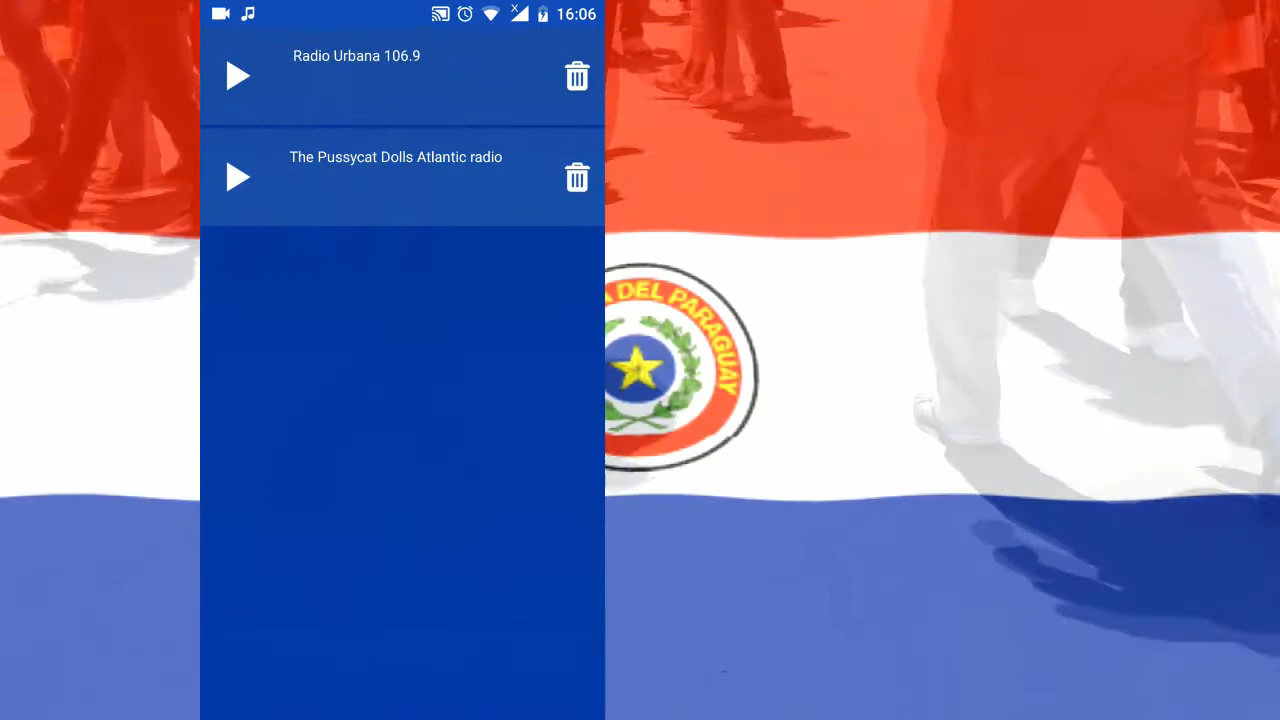 16:06
Radio Urbana 106.9
The Pussycat Dolls Atlantic radio
DEL PARAGUAY